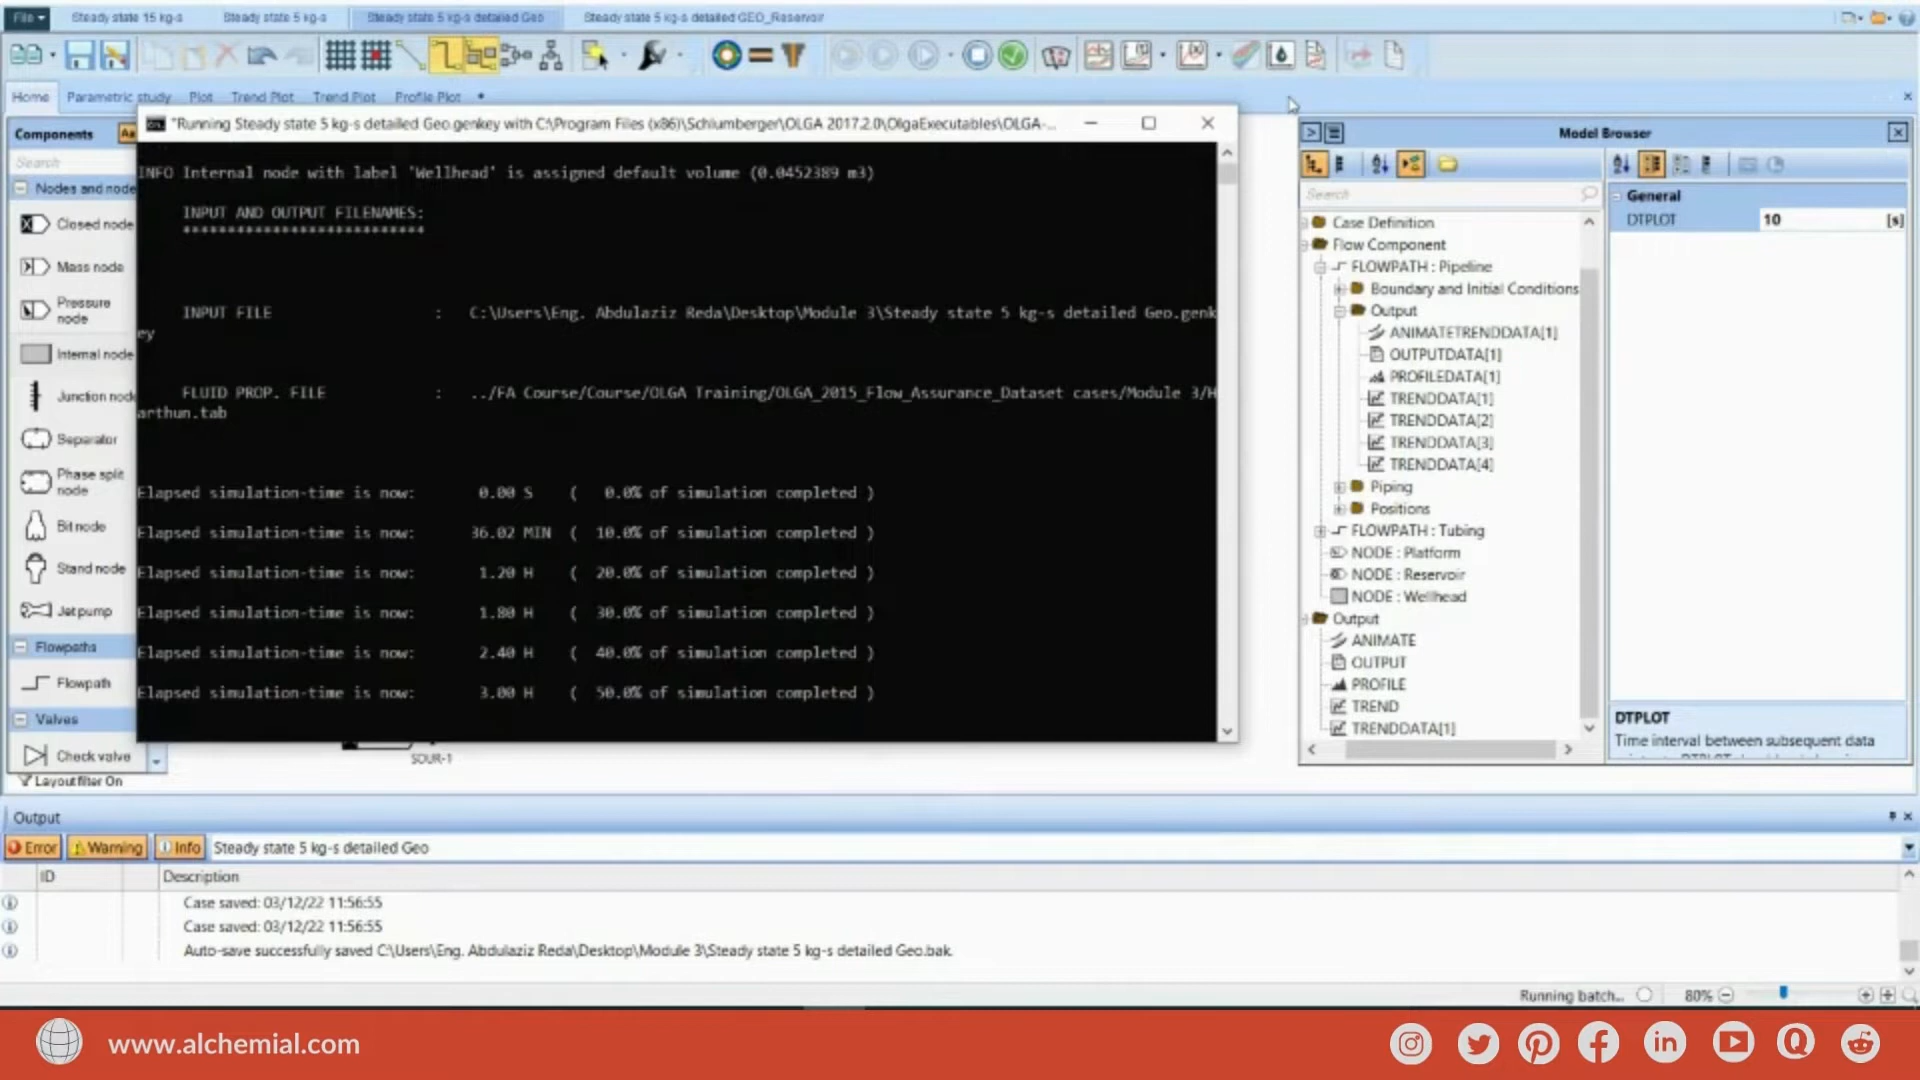 File
Steady state 15 kg-s
Steady state 5 kg-s
Steady state 5 kg-s detailed Geo
Steady state 5 kg-s detailed GEO_Reservoir
Home
Parametric study
Plot
Trend Plot
Trend Plot
Profile Plot
Components
Search
Nodes and node
Closed node
Mass node
Pressure
node
Internal node
Junction node
Separator
Phase split
node
Bit node
Stand node
Jet pump
Flowpaths
Flowpath
Valves
Check valve
Layout filter On
"Running Steady state 5 kg-s detailed Geo.genkey with C:\Program Files (x86)\Schlumberger\OLGA 2017.2.0\OlgaExecutables\OLGA-...
INFO Internal node with label 'Wellhead' is assigned default volume (0.0452389 m3)
INPUT AND OUTPUT FILENAMES:
***************************
INPUT FILE : C:\Users\Eng. Abdulaziz Reda\Desktop\Module 3\Steady state 5 kg-s detailed Geo.genk
ey
FLUID PROP. FILE : ../FA Course/Course/OLGA Training/OLGA_2015_Flow_Assurance_Dataset cases/Module 3/H
arthun.tab
Elapsed simulation-time is now: 0.00 S ( 0.0% of simulation completed )
Elapsed simulation-time is now: 36.02 MIN ( 10.0% of simulation completed )
Elapsed simulation-time is now: 1.20 H ( 20.0% of simulation completed )
Elapsed simulation-time is now: 1.80 H ( 30.0% of simulation completed )
Elapsed simulation-time is now: 2.40 H ( 40.0% of simulation completed )
Elapsed simulation-time is now: 3.00 H ( 50.0% of simulation completed )
SOUR-1
Model Browser
Search
Case Definition
Flow Component
FLOWPATH : Pipeline
Boundary and Initial Conditions
Output
ANIMATETRENDDATA[1]
OUTPUTDATA[1]
PROFILEDATA[1]
TRENDDATA[1]
TRENDDATA[2]
TRENDDATA[3]
TRENDDATA[4]
Piping
Positions
FLOWPATH : Tubing
NODE : Platform
NODE : Reservoir
NODE : Wellhead
Output
ANIMATE
OUTPUT
PROFILE
TREND
TRENDDATA[1]
General
DTPLOT 10 [s]
DTPLOT
Time interval between subsequent data
Output
Error
Warning
Info
Steady state 5 kg-s detailed Geo
ID
Description
Case saved: 03/12/22 11:56:55
Case saved: 03/12/22 11:56:55
Auto-save successfully saved C:\Users\Eng. Abdulaziz Reda\Desktop\Module 3\Steady state 5 kg-s detailed Geo.bak.
Running batch...
80%
www.alchemial.com